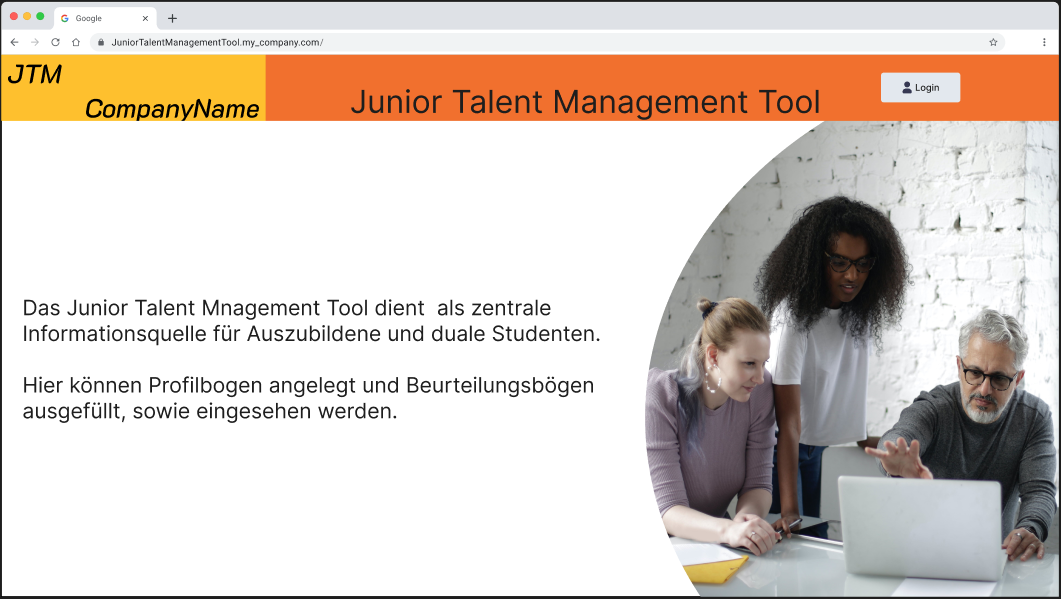 Google
JuniorTalentManagementTool.my_company.com/
JTM
CompanyName
Junior Talent Management Tool
Login
Das Junior Talent Mnagement Tool dient als zentrale
Informationsquelle für Auszubildene und duale Studenten.
Hier können Profilbogen angelegt und Beurteilungsbögen
ausgefüllt, sowie eingesehen werden.